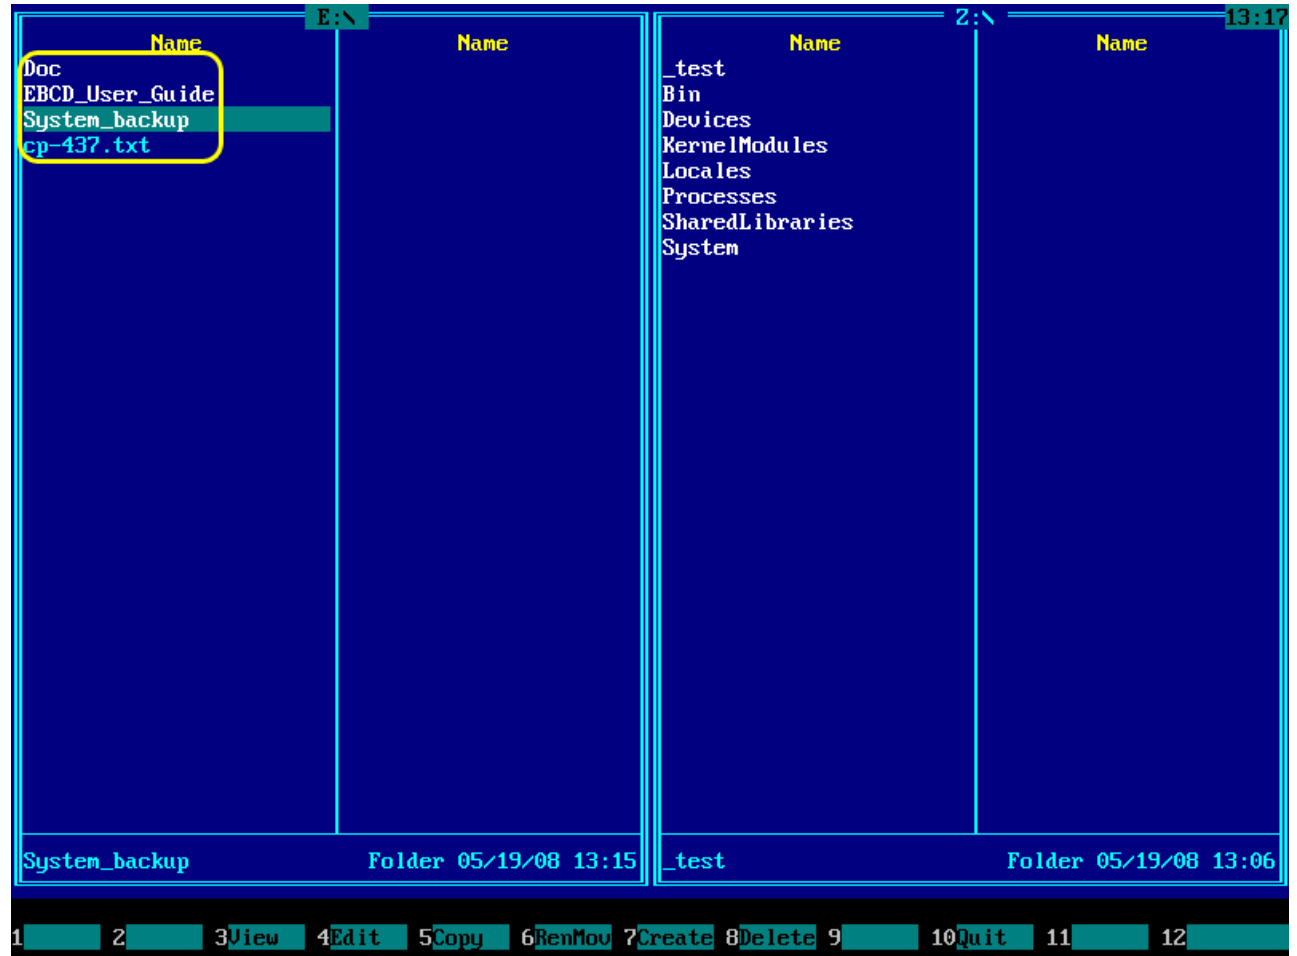 E:\
Name Name
Doc
EBCD_User_Guide
System_backup
cp-437.txt
System_backup Folder 05/19/08 13:15
Z:\ 13:17
Name Name
_test
Bin
Devices
KernelModules
Locales
Processes
SharedLibraries
System
_test Folder 05/19/08 13:06
1 2 3View 4Edit 5Copy 6RenMov 7Create 8Delete 9 10Quit 11 12